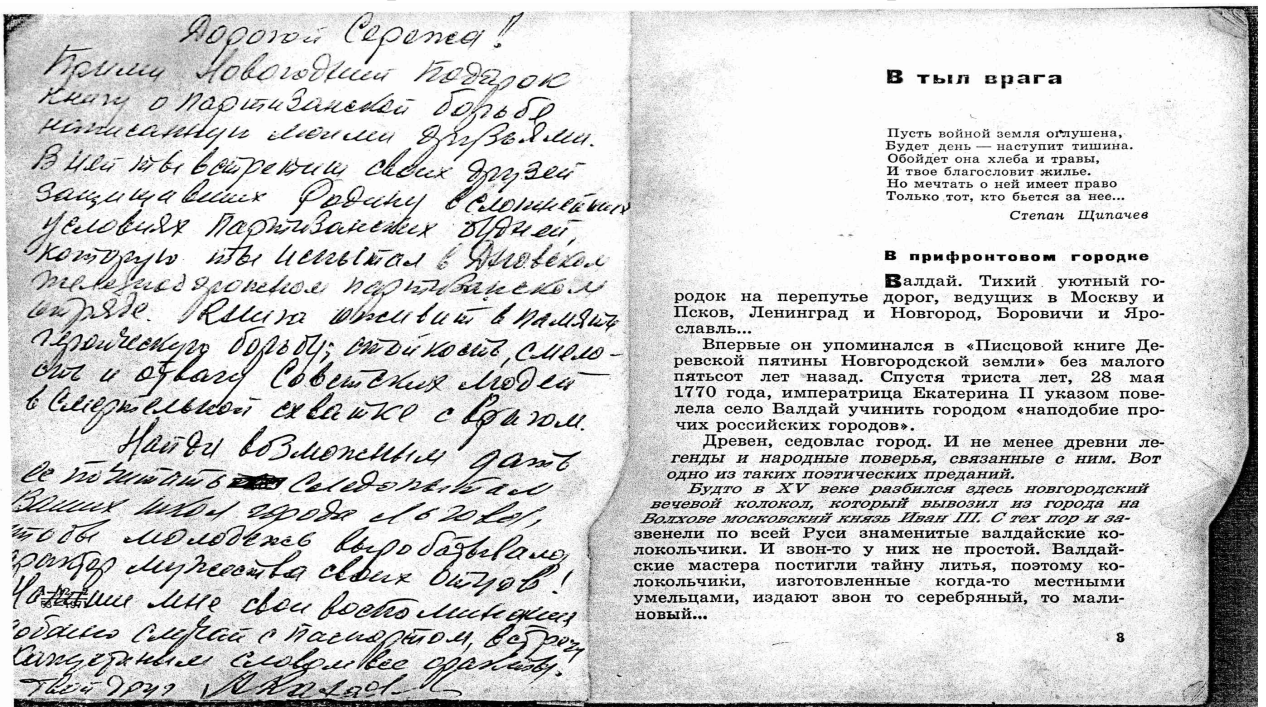 Дорогой Сережа!
Прими Новогодний Подарок
книгу о партизанской борьбе
написанную моими друзьями.
В ней ты встретиш своих друзей
защищавших Родину в сложнейших
условиях партизанских будней,
которую ты испытал в Дновском
железнодорожном партизанском
отряде. Книга оживит в память
героическую борьбу, стойкость, смело-
сть и отвагу Советских людей
в смертельной схватке с врагом.
Найди возможным дать
ее почитать следопытам
Ваших школ города Льгова,
чтобы молодежь вырабатывала
характер мужества своих отцов!
Напиши мне свои воспоминания
особенно случай с паспортом, встречу
словом все
Твой друг
В тыл врага
Пусть войной земля оглушена,
Будет день — наступит тишина.
Обойдет она хлеба и травы,
И твое благословит жилье.
Но мечтать о ней имеет право
Только тот, кто бьется за нее...
Степан Щипачев
В прифронтовом городке
Валдай. Тихий уютный го-
родок на перепутье дорог, ведущих в Москву и
Псков, Ленинград и Новгород, Боровичи и Яро-
славль...
Впервые он упоминался в «Писцовой книге Де-
ревской пятины Новгородской земли» без малого
пятьсот лет назад. Спустя триста лет, 28 мая
1770 года, императрица Екатерина II указом пове-
лела село Валдай учинить городом «наподобие про-
чих российских городов».
Древен, седовлас город. И не менее древни ле-
генды и народные поверья, связанные с ним. Вот
одно из таких поэтических преданий.
Будто в XV веке разбился здесь новгородский
вечевой колокол, который вывозил из города на
Волхове московский князь Иван III. С тех пор и за-
звенели по всей Руси знаменитые валдайские ко-
локольчики. И звон-то у них не простой. Валдай-
ские мастера постигли тайну литья, поэтому ко-
локольчики, изготовленные когда-то местными
умельцами, издают звон то серебряный, то мали-
новый...
3